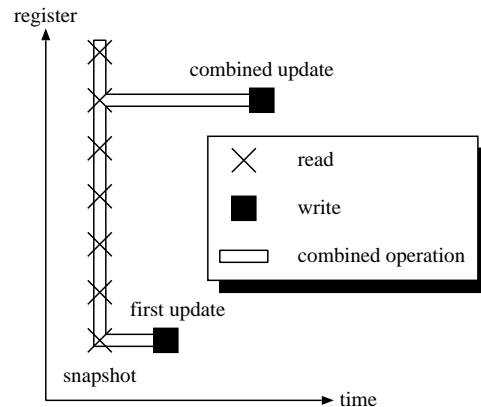 register
combined update
read
write
combined operation
first update
snapshot
time